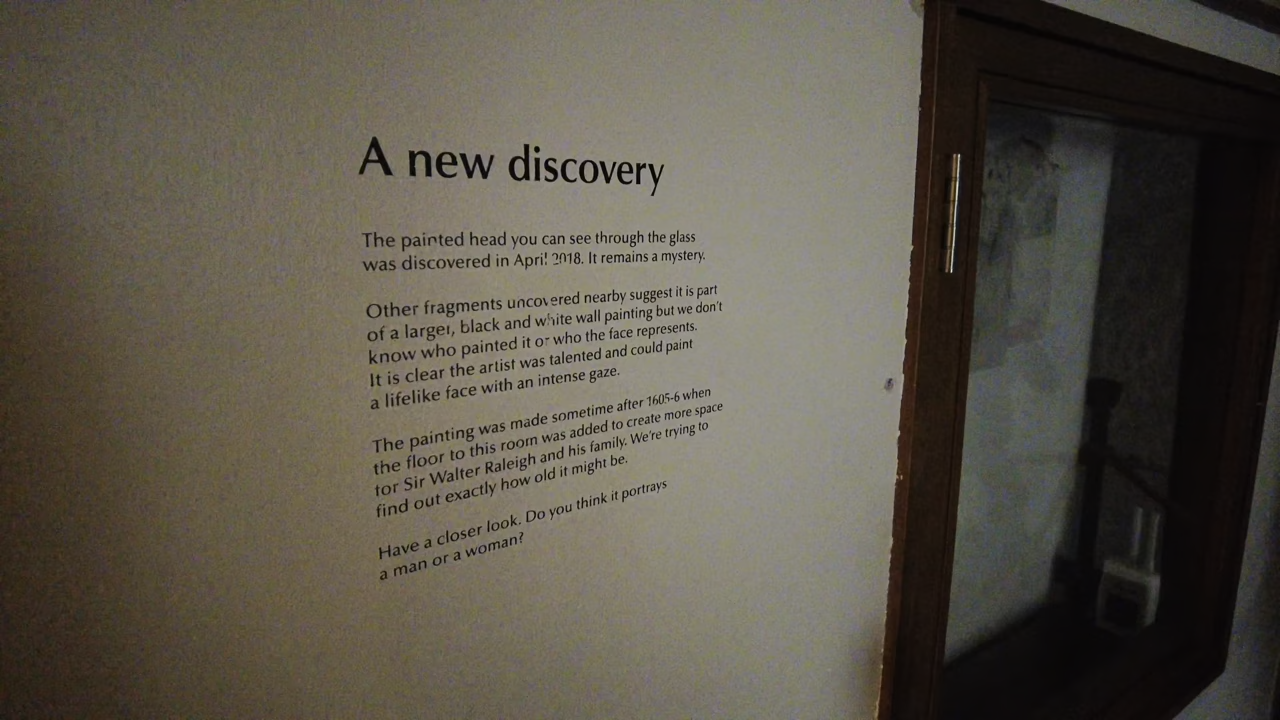 A new discovery
The painted head you can see through the glass
was discovered in April 2018. It remains a mystery.
Other fragments uncovered nearby suggest it is part
of a larger, black and white wall painting but we don't
know who painted it or who the face represents.
It is clear the artist was talented and could paint
a lifelike face with an intense gaze.
The painting was made sometime after 1605-6 when
the floor to this room was added to create more space
for Sir Walter Raleigh and his family. We're trying to
find out exactly how old it might be.
Have a closer look. Do you think it portrays
a man or a woman?